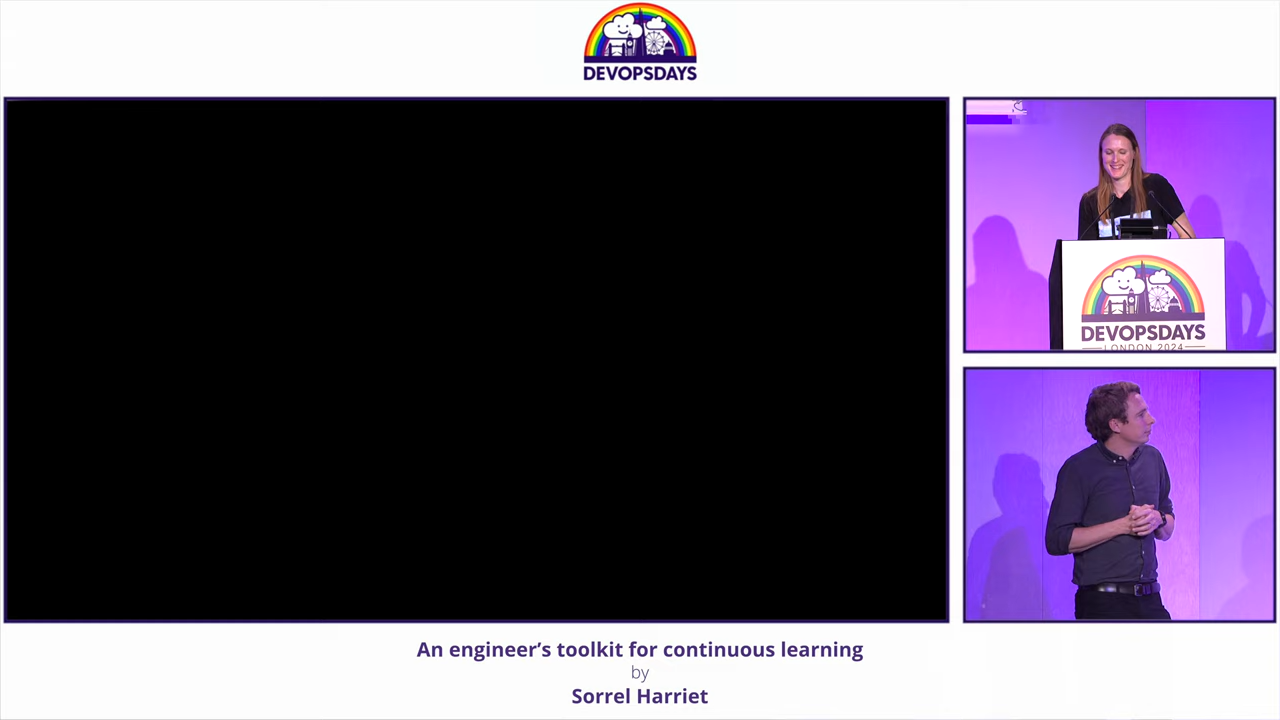 DEVOPSDAYS
DEVOPSDAYS
LONDON 2024
An engineer’s toolkit for continuous learning
by
Sorrel Harriet